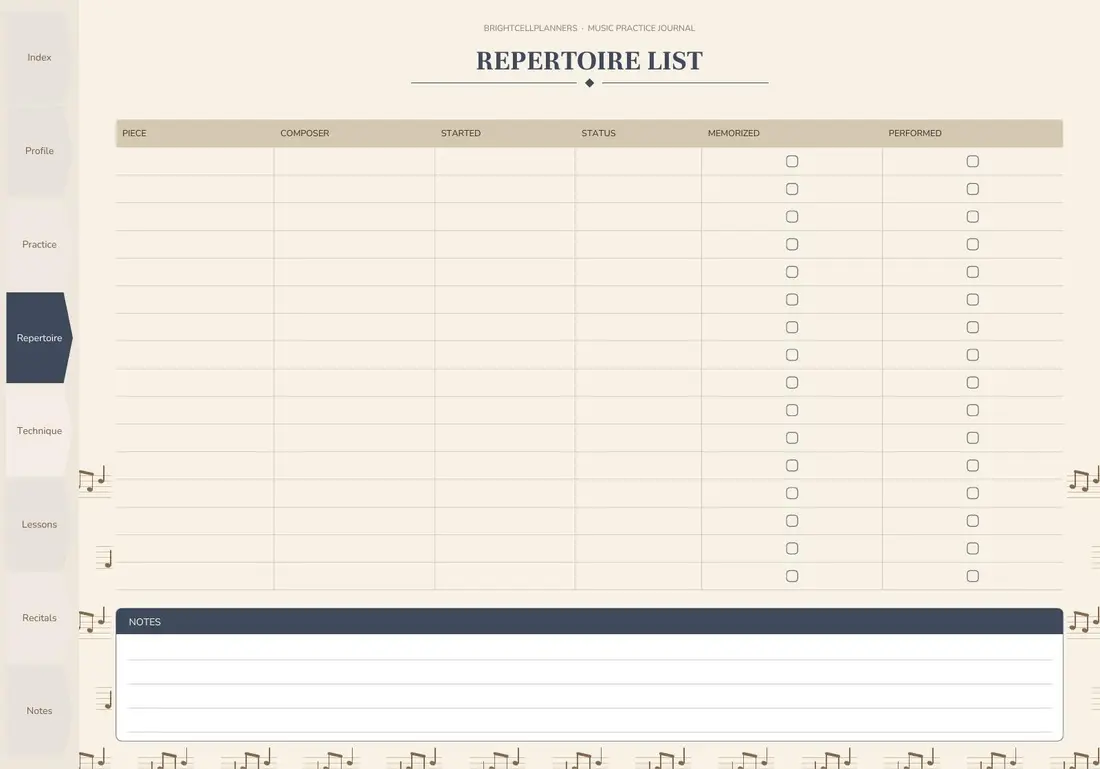 BRIGHTCELLPLANNERS · MUSIC PRACTICE JOURNAL
REPERTOIRE LIST
Index
Profile
Practice
Repertoire
Technique
Lessons
Recitals
Notes
PIECE COMPOSER STARTED STATUS MEMORIZED PERFORMED
NOTES